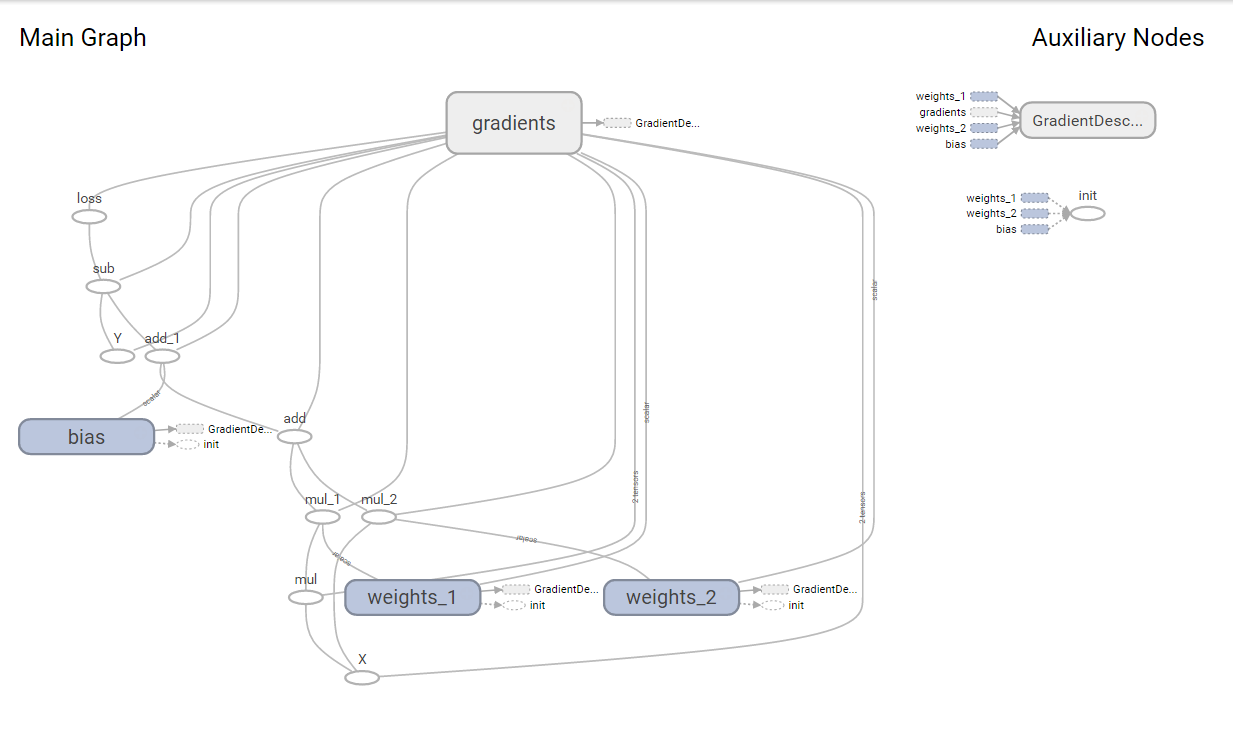 Main Graph
Auxiliary Nodes
gradients
GradientDe...
loss
sub
Y
add_1
scalar
bias
GradientDe...
init
add
mul_1
mul_2
scalar
scalar
mul
weights_1
GradientDe...
init
weights_2
GradientDe...
init
X
2 tensors
scalar
2 tensors
scalar
weights_1
gradients
weights_2
bias
GradientDesc...
weights_1
weights_2
bias
init